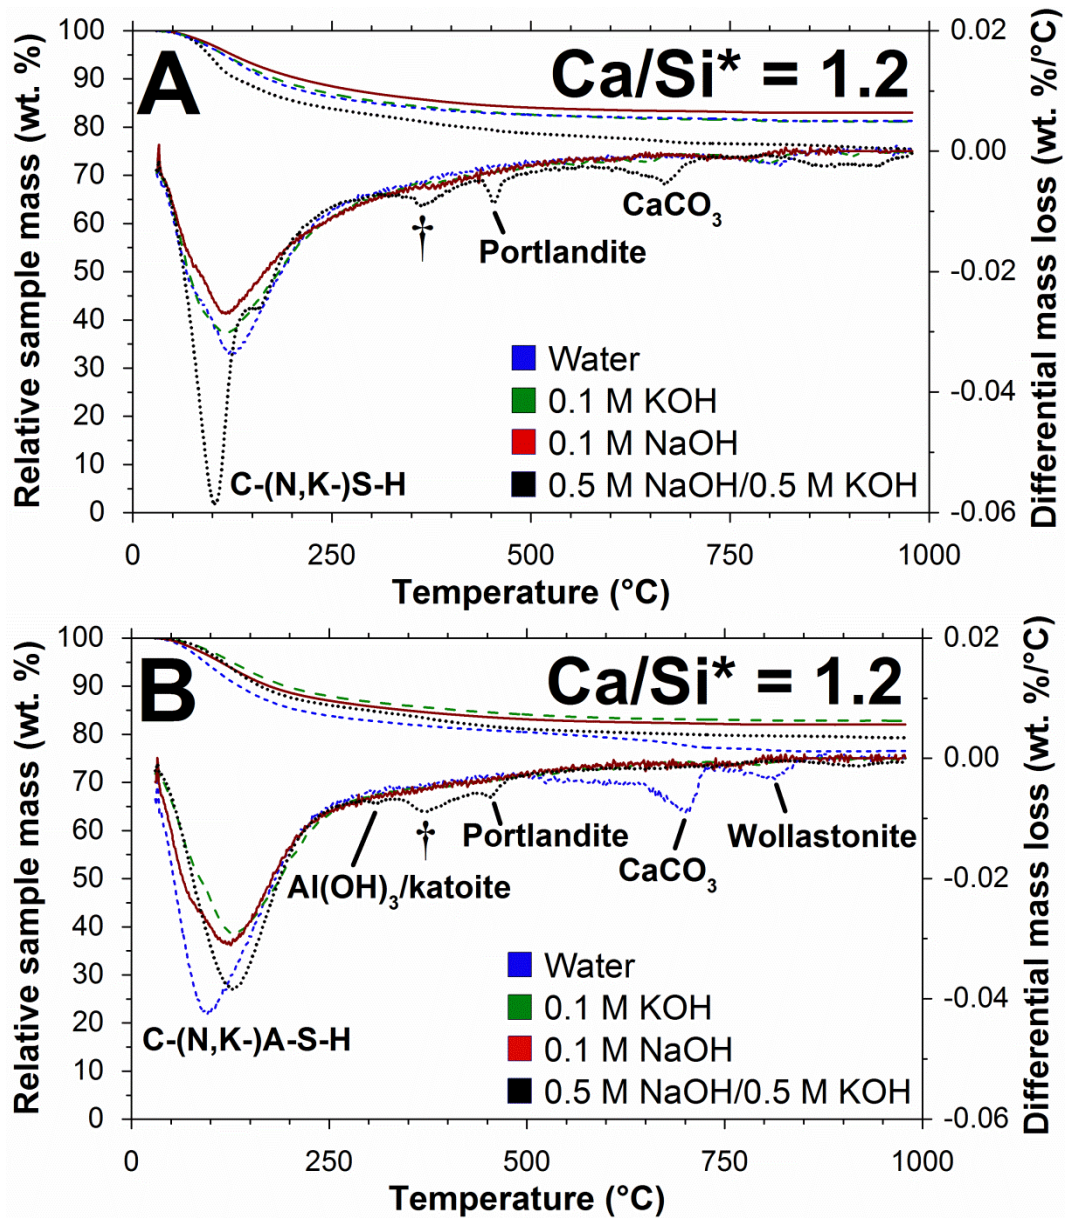 A
Ca/Si* = 1.2
Relative sample mass (wt. %)
100
90
80
70
60
50
40
30
20
10
0
0.02
0.00
-0.02
-0.04
-0.06
Differential mass loss (wt. %/°C)
CaCO3
†
Portlandite
Water
0.1 M KOH
0.1 M NaOH
0.5 M NaOH/0.5 M KOH
C-(N,K-)S-H
0 250 500 750 1000
Temperature (°C)
B
Ca/Si* = 1.2
Relative sample mass (wt. %)
100
90
80
70
60
50
40
30
20
10
0
0.02
0.00
-0.02
-0.04
-0.06
Differential mass loss (wt. %/°C)
†
Portlandite
Wollastonite
CaCO3
Al(OH)3/katoite
Water
0.1 M KOH
0.1 M NaOH
0.5 M NaOH/0.5 M KOH
C-(N,K-)A-S-H
0 250 500 750 1000
Temperature (°C)